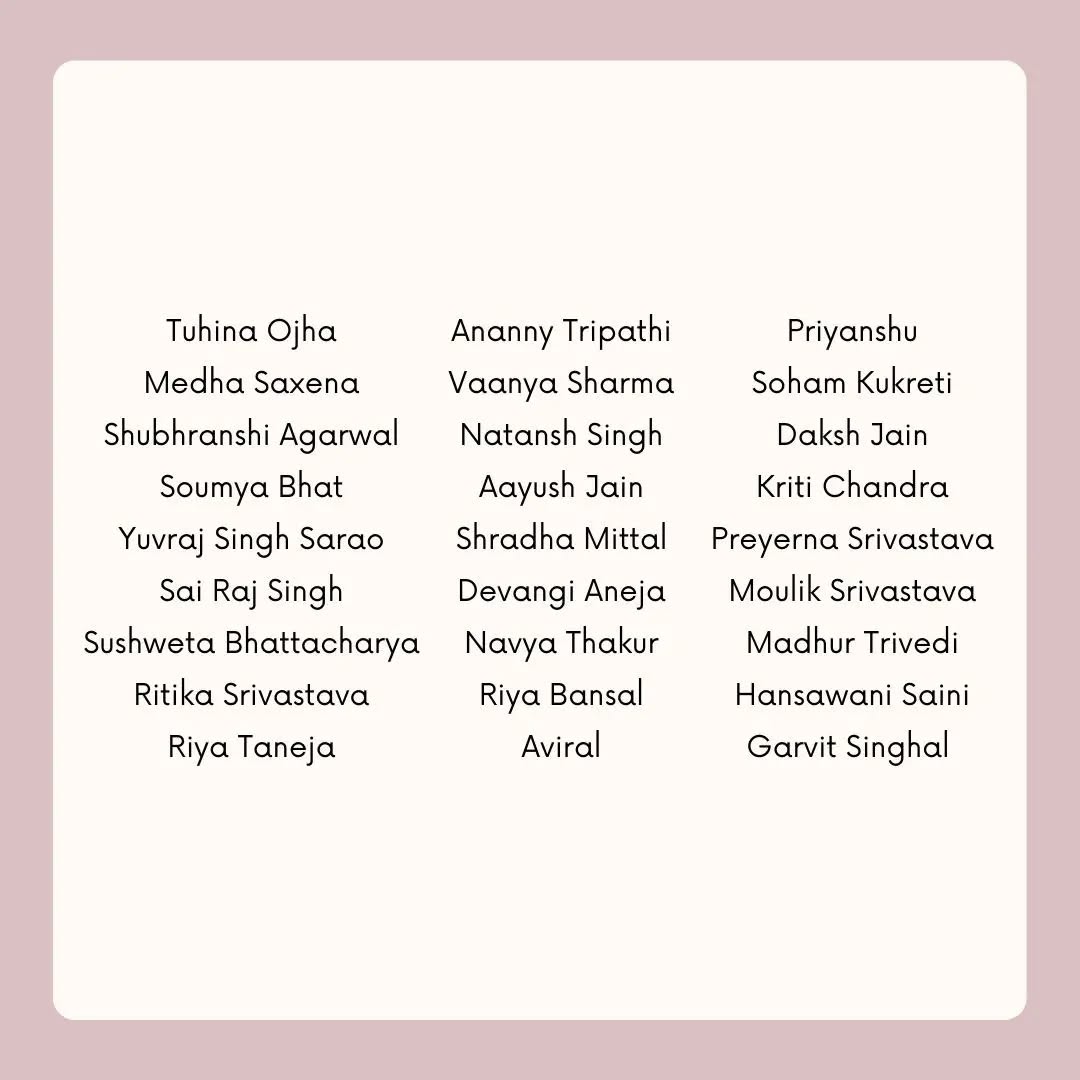 Tuhina Ojha
Medha Saxena
Shubhranshi Agarwal
Soumya Bhat
Yuvraj Singh Sarao
Sai Raj Singh
Sushweta Bhattacharya
Ritika Srivastava
Riya Taneja
Ananny Tripathi
Vaanya Sharma
Natansh Singh
Aayush Jain
Shradha Mittal
Devangi Aneja
Navya Thakur
Riya Bansal
Aviral
Priyanshu
Soham Kukreti
Daksh Jain
Kriti Chandra
Preyerna Srivastava
Moulik Srivastava
Madhur Trivedi
Hansawani Saini
Garvit Singhal